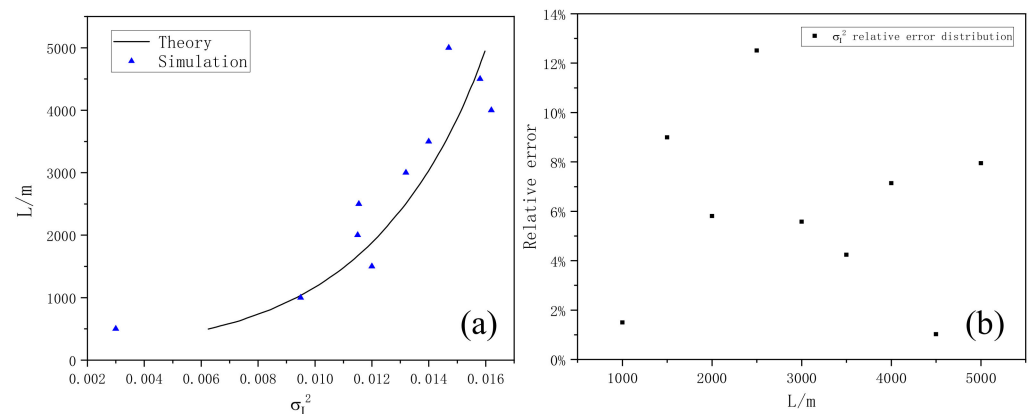 Theory
Simulation
5000
4000
3000
2000
1000
0
L/m
0.002 0.004 0.006 0.008 0.010 0.012 0.014 0.016
σI²
(a)
14%
12%
10%
8%
6%
4%
2%
0%
Relative error
σI² relative error distribution
1000 2000 3000 4000 5000
L/m
(b)